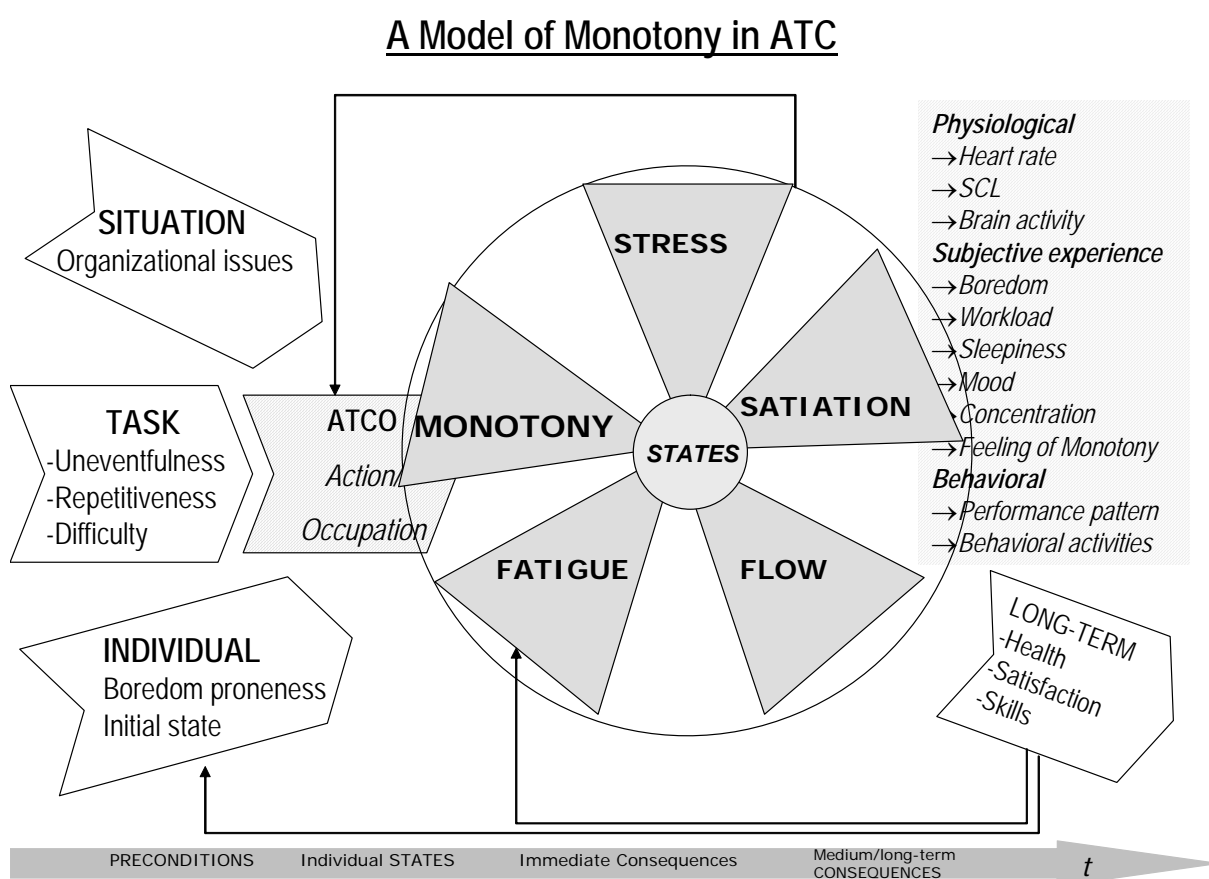 A Model of Monotony in ATC
SITUATION
Organizational issues
TASK
-Uneventfulness
-Repetitiveness
-Difficulty
INDIVIDUAL
Boredom proneness
Initial state
ATCO
Action/
Occupation
STRESS
MONOTONY
SATIATION
STATES
FATIGUE
FLOW
Physiological
→Heart rate
→SCL
→Brain activity
Subjective experience
→Boredom
→Workload
→Sleepiness
→Mood
→Concentration
→Feeling of Monotony
Behavioral
→Performance pattern
→Behavioral activities
LONG-TERM
-Health
-Satisfaction
-Skills
PRECONDITIONS
Individual STATES
Immediate Consequences
Medium/long-term
CONSEQUENCES
t